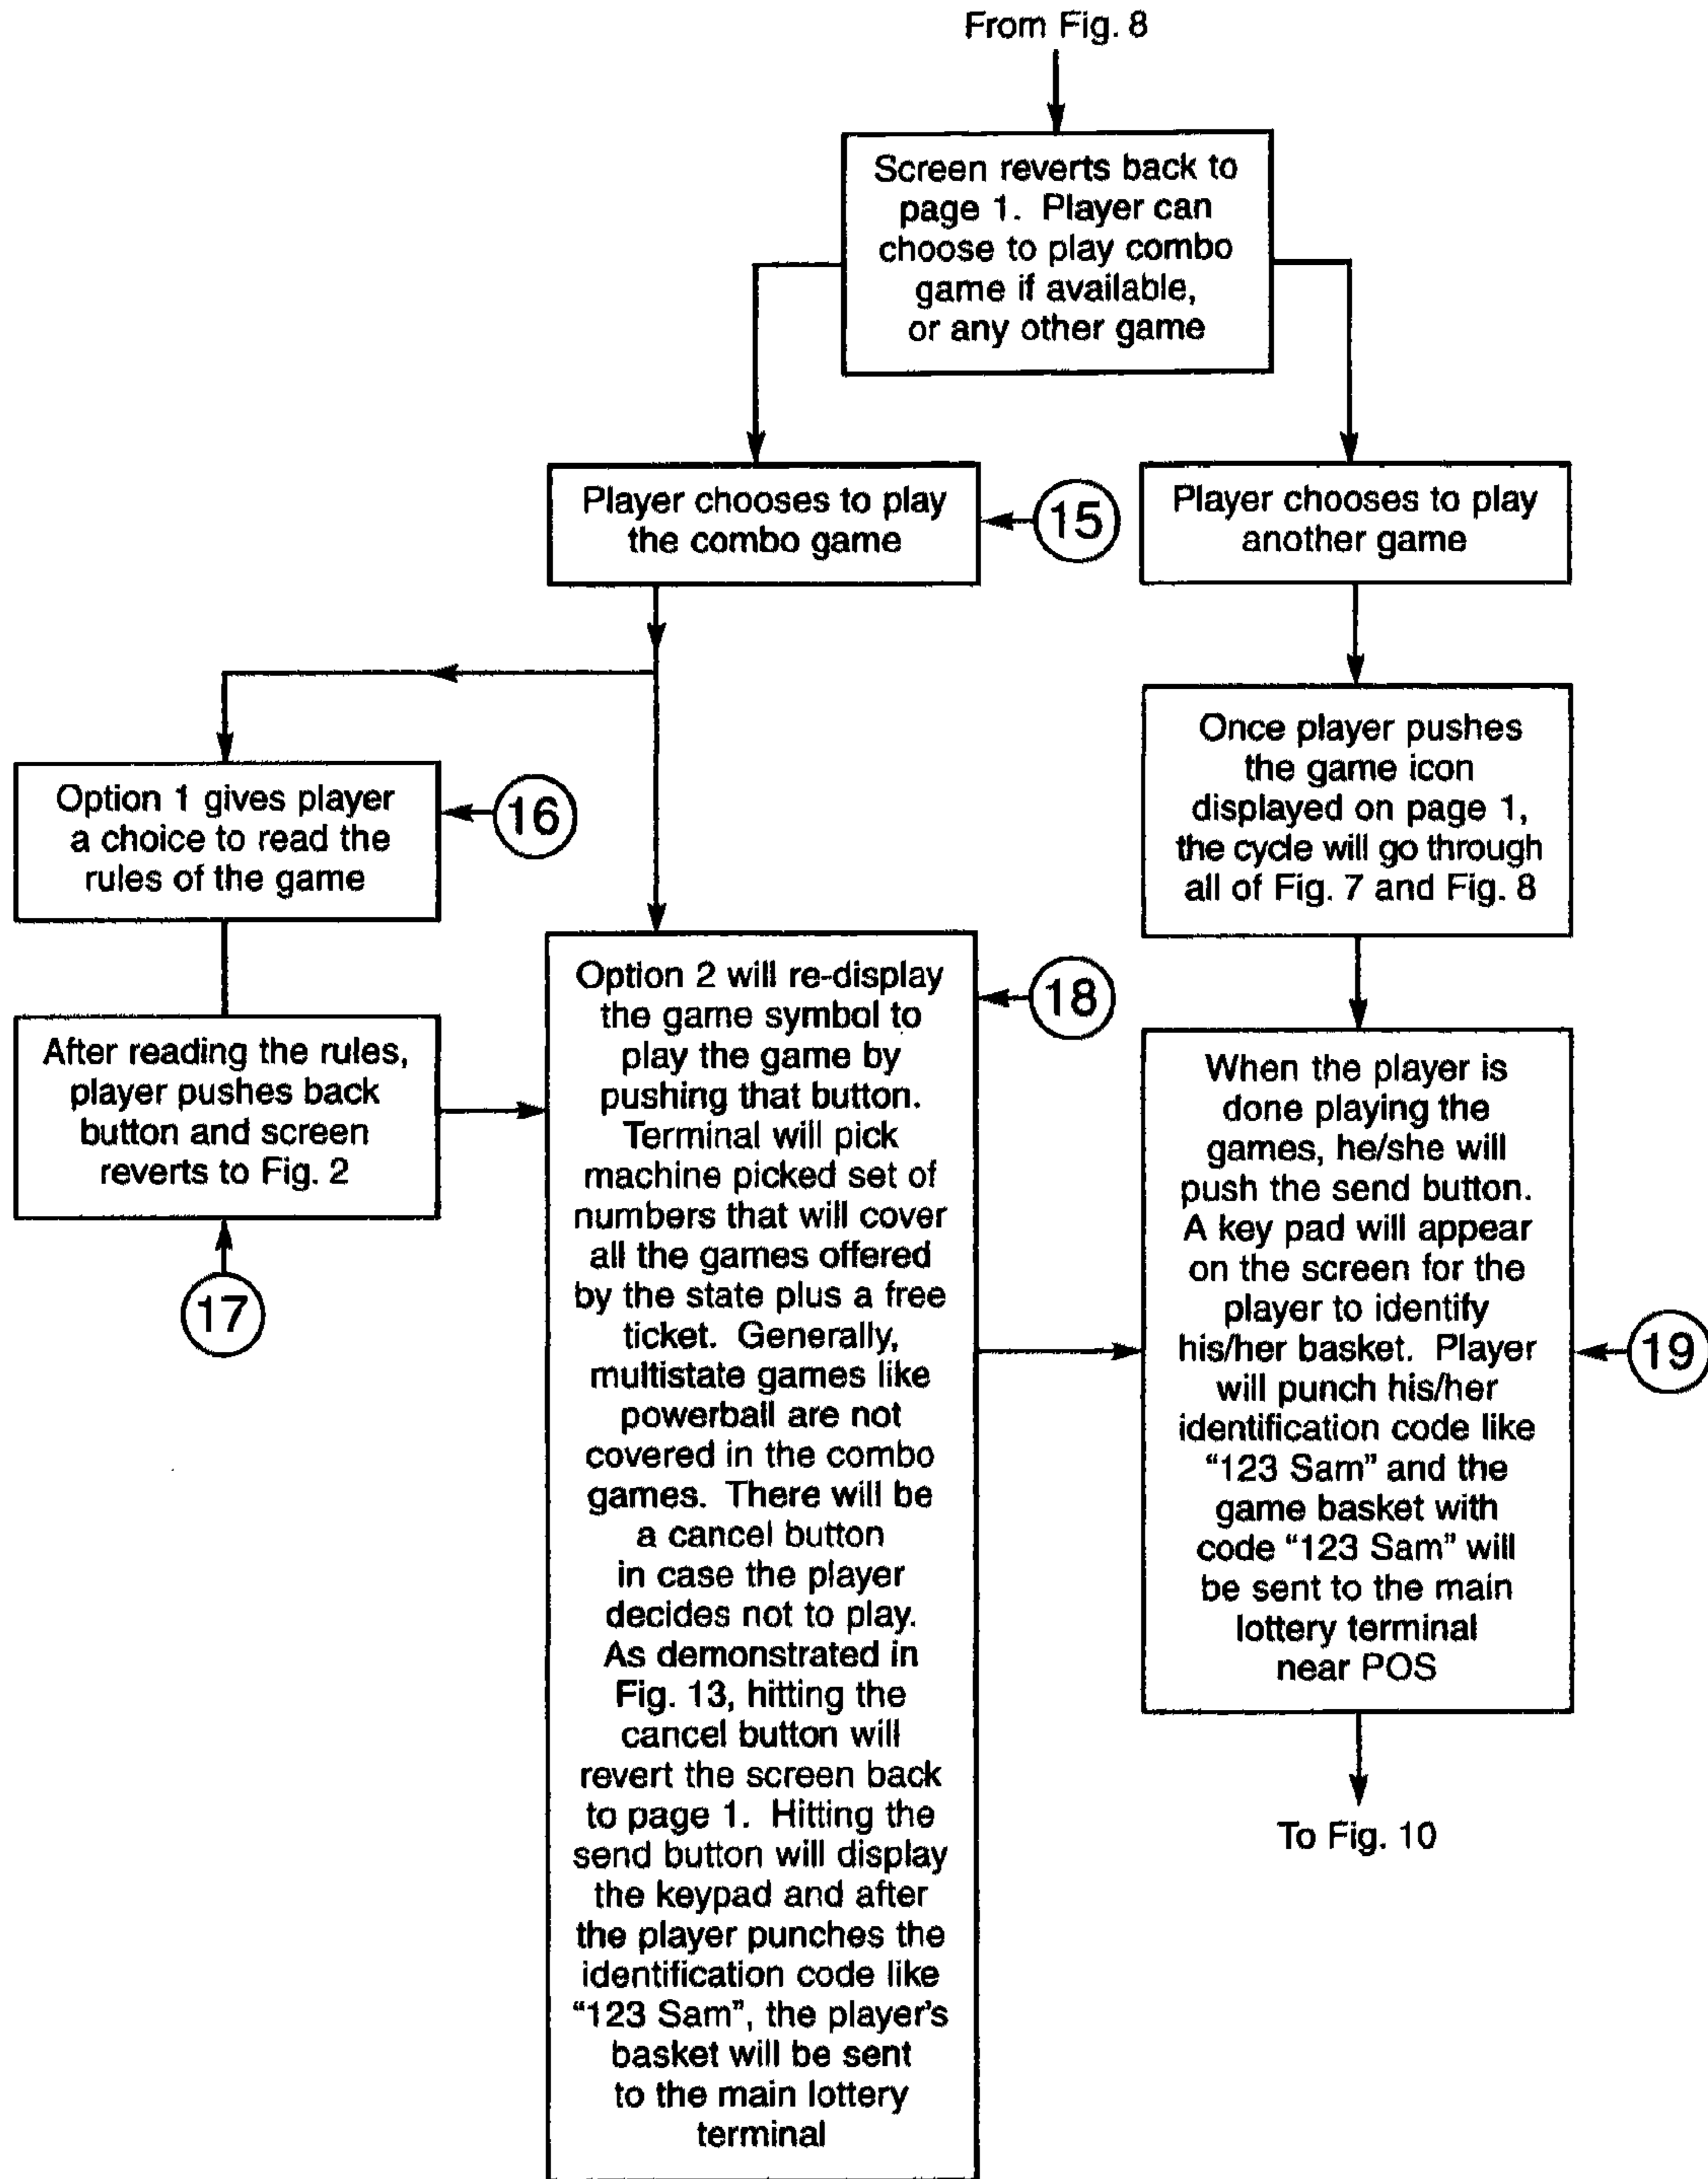 From Fig. 8
Screen reverts back to
page 1. Player can
choose to play combo
game if available,
or any other game
Player chooses to play
the combo game
15
Player chooses to play
another game
Once player pushes
the game icon
displayed on page 1,
the cycle will go through
all of Fig. 7 and Fig. 8
Option 1 gives player
a choice to read the
rules of the game
16
After reading the rules,
player pushes back
button and screen
reverts to Fig. 2
17
Option 2 will re-display
the game symbol to
play the game by
pushing that button.
Terminal will pick
machine picked set of
numbers that will cover
all the games offered
by the state plus a free
ticket. Generally,
multistate games like
powerball are not
covered in the combo
games. There will be
a cancel button
in case the player
decides not to play.
As demonstrated in
Fig. 13, hitting the
cancel button will
revert the screen back
to page 1. Hitting the
send button will display
the keypad and after
the player punches the
identification code like
“123 Sam”, the player's
basket will be sent
to the main lottery
terminal
18
When the player is
done playing the
games, he/she will
push the send button.
A key pad will appear
on the screen for the
player to identify
his/her basket. Player
will punch his/her
identification code like
“123 Sam” and the
game basket with
code “123 Sam” will
be sent to the main
lottery terminal
near POS
19
To Fig. 10